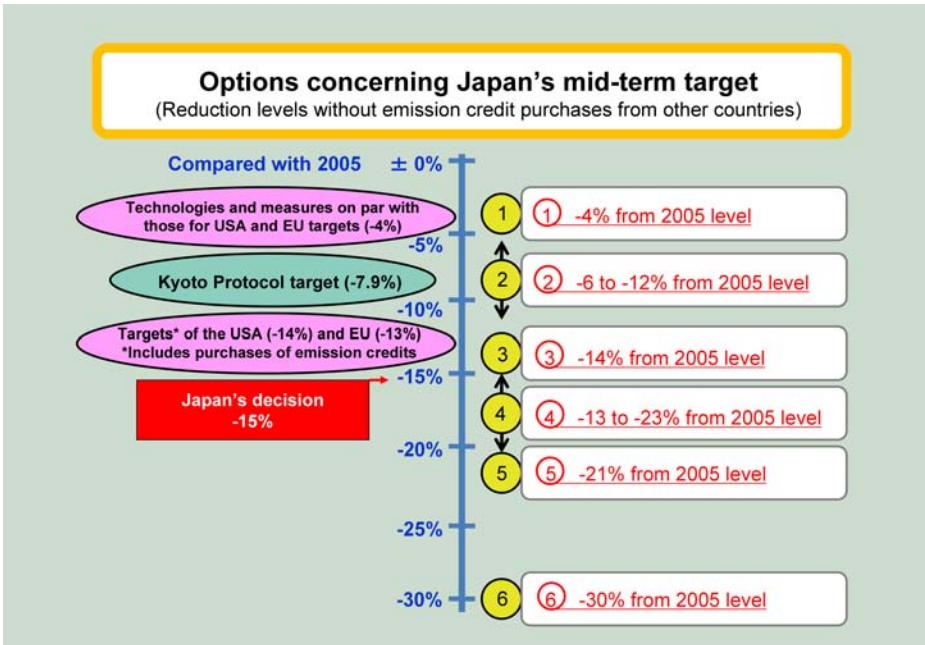 Options concerning Japan's mid-term target
(Reduction levels without emission credit purchases from other countries)
Compared with 2005 ± 0%
Technologies and measures on par with
those for USA and EU targets (-4%)
1
① -4% from 2005 level
-5%
Kyoto Protocol target (-7.9%)
2
② -6 to -12% from 2005 level
-10%
Targets* of the USA (-14%) and EU (-13%)
*Includes purchases of emission credits
3
③ -14% from 2005 level
-15%
Japan's decision
-15%
4
④ -13 to -23% from 2005 level
-20%
5
⑤ -21% from 2005 level
-25%
-30%
6
⑥ -30% from 2005 level